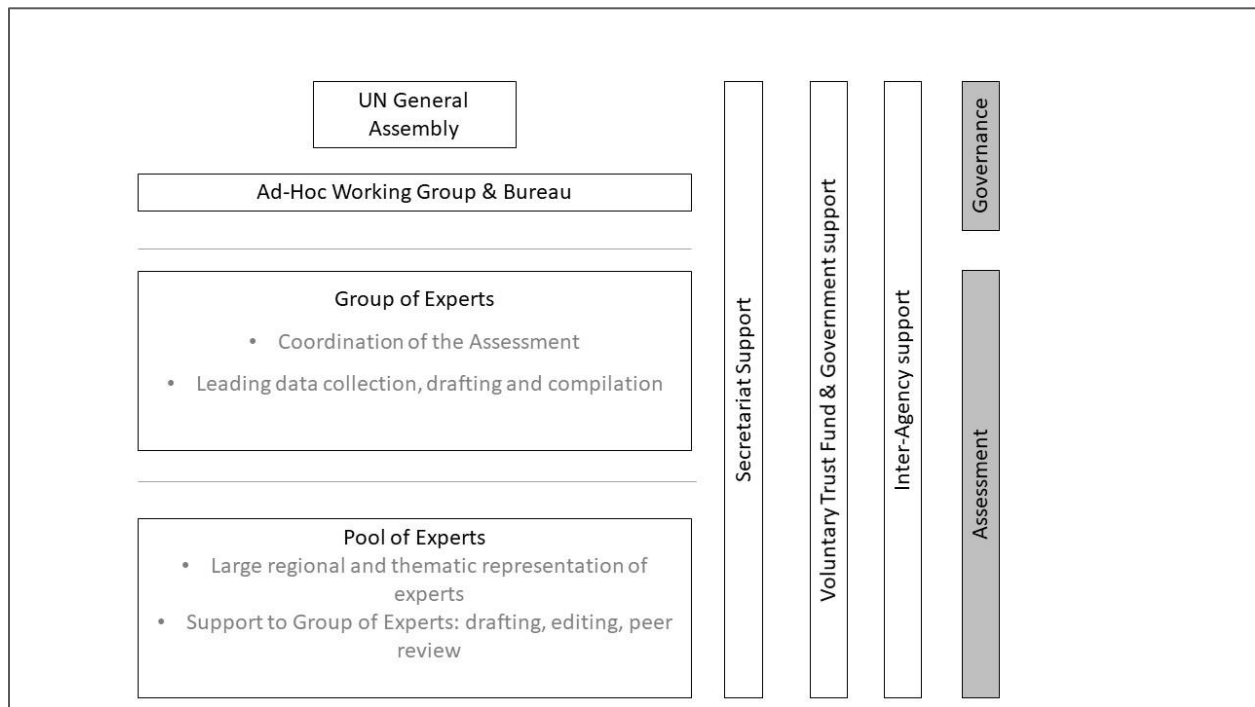 UN General
Assembly
Ad-Hoc Working Group & Bureau
Group of Experts
• Coordination of the Assessment
• Leading data collection, drafting and compilation
Pool of Experts
• Large regional and thematic representation of
experts
• Support to Group of Experts: drafting, editing, peer
review
Secretariat Support
Voluntary Trust Fund & Government support
Inter-Agency support
Governance
Assessment